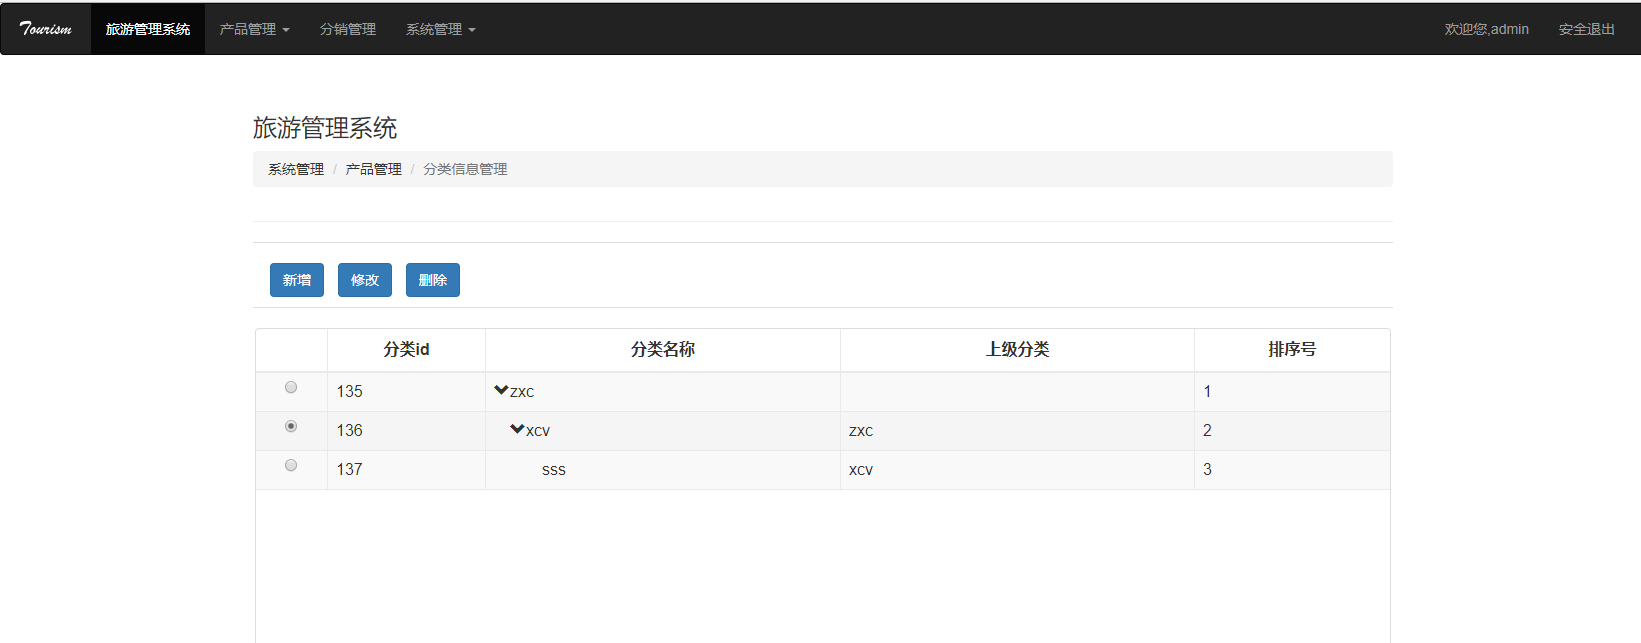 Tourism 旅游管理系统 产品管理 分销管理 系统管理 欢迎您,admin 安全退出
旅游管理系统
系统管理 / 产品管理 / 分类信息管理
新增 修改 删除
分类id 分类名称 上级分类 排序号
135 zxc 1
136 xcv zxc 2
137 sss xcv 3